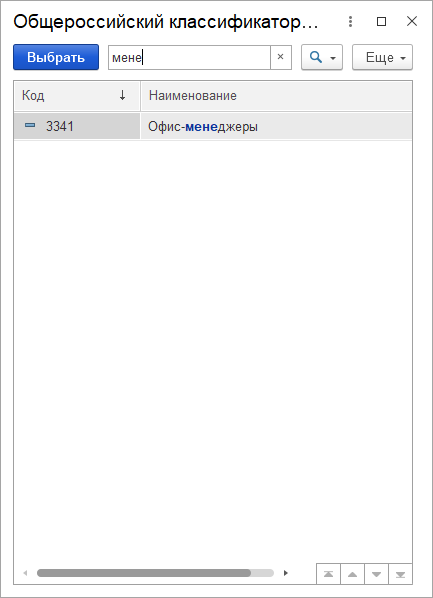 Общероссийский классификатор...
Выбрать
мене
Еще
Код
Наименование
3341
Офис-менеджеры